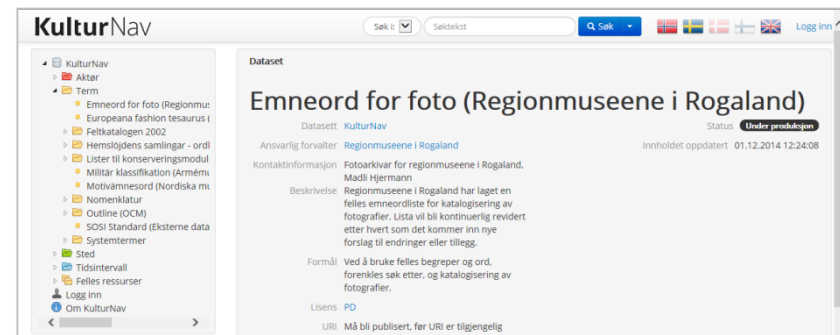 KulturNav
Søk i:
Søktekst
Søk
Logg inn
KulturNav
Aktør
Term
Emneord for foto (Regionmus
Europeana fashion tesaurus (
Feltkatalogen 2002
Hemslöjdens samlingar - ordl
Lister til konserveringsmodul
Militär klassifikation (Armému
Motivämnesord (Nordiska mu
Nomenklatur
Outline (OCM)
SOSI Standard (Eksterne data
Systemtermer
Sted
Tidsintervall
Felles ressurser
Logg inn
Om KulturNav
Dataset
Emneord for foto (Regionmuseene i Rogaland)
Datasett KulturNav
Status Under produksjon
Ansvarlig forvalter Regionmuseene i Rogaland
Innholdet oppdatert 01.12.2014 12:24:08
Kontaktinformasjon Fotoarkivar for regionmuseene i Rogaland,
Madli Hjermann
Beskrivelse Regionmuseene i Rogaland har laget en
felles emneordliste for katalogisering av
fotografier. Lista vil bli kontinuerlig revidert
etter hvert som det kommer inn nye
forslag til endringer eller tillegg.
Formål Ved å bruke felles begreper og ord,
forenkles søk etter, og katalogisering av
fotografier.
Lisens PD
URI Må bli publisert, før URI er tilgjengelig